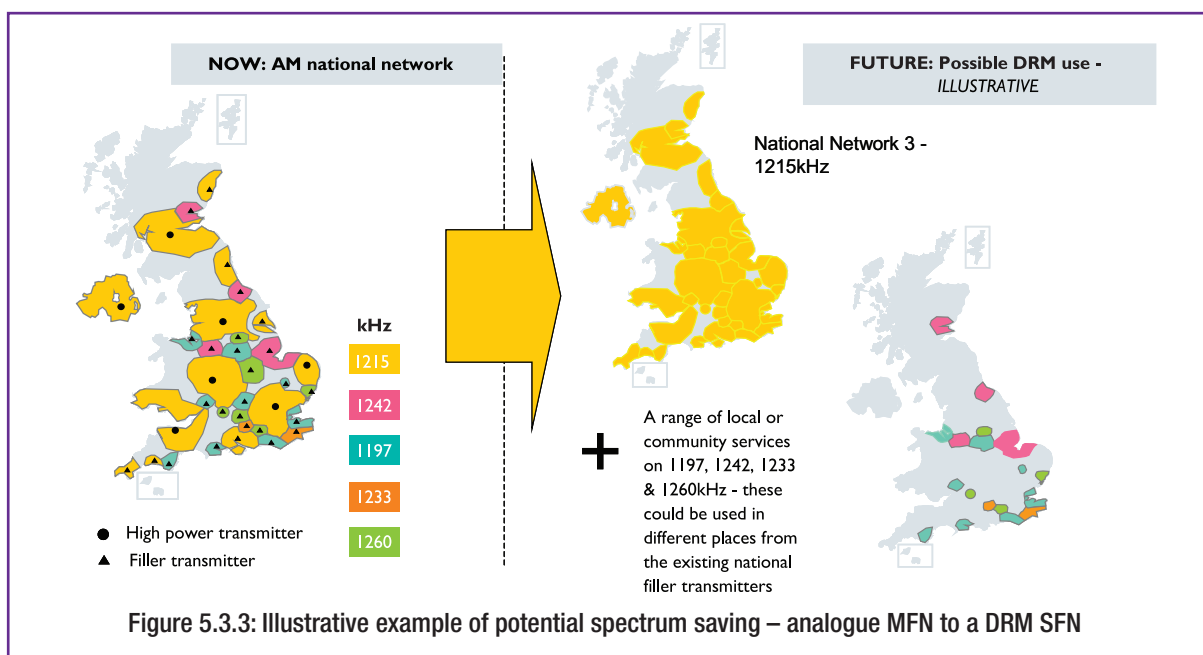 NOW: AM national network
kHz
1215
1242
1197
1233
1260
High power transmitter
Filler transmitter
FUTURE: Possible DRM use -
ILLUSTRATIVE
National Network 3 -
1215kHz
+
A range of local or
community services
on 1197, 1242, 1233
& 1260kHz - these
could be used in
different places from
the existing national
filler transmitters
Figure 5.3.3: Illustrative example of potential spectrum saving – analogue MFN to a DRM SFN